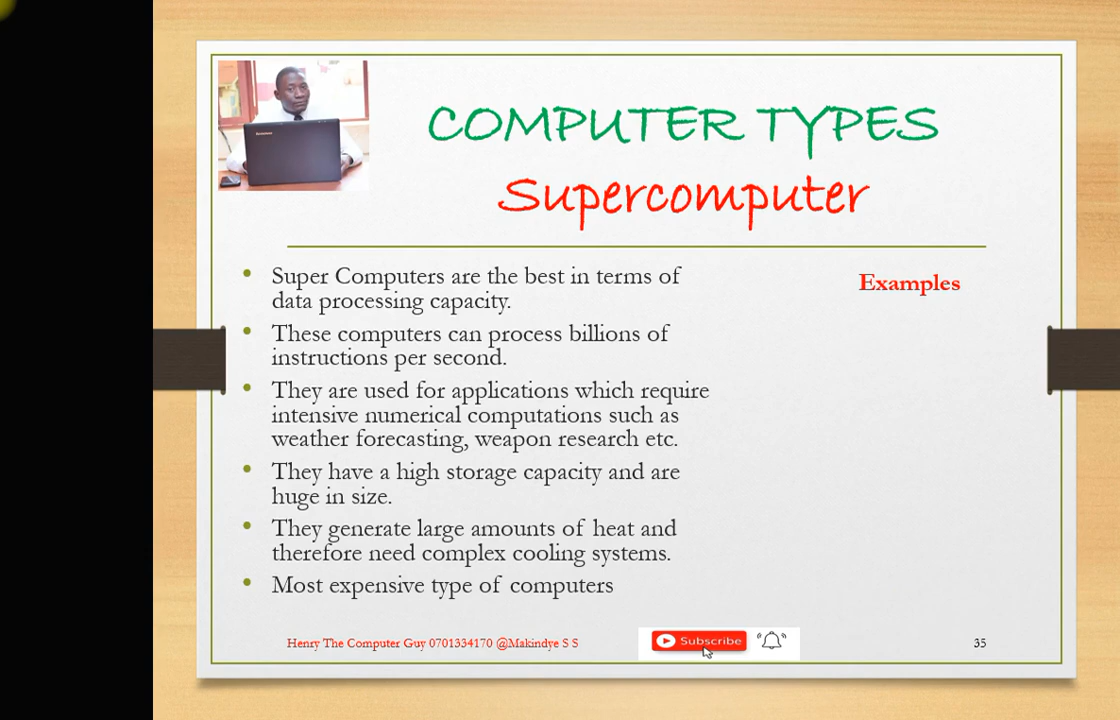 COMPUTER TYPES
Supercomputer
• Super Computers are the best in terms of
data processing capacity.
• These computers can process billions of
instructions per second.
• They are used for applications which require
intensive numerical computations such as
weather forecasting, weapon research etc.
• They have a high storage capacity and are
huge in size.
• They generate large amounts of heat and
therefore need complex cooling systems.
• Most expensive type of computers
Examples
Henry The Computer Guy 0701334170 @Makindye S S
Subscribe
35